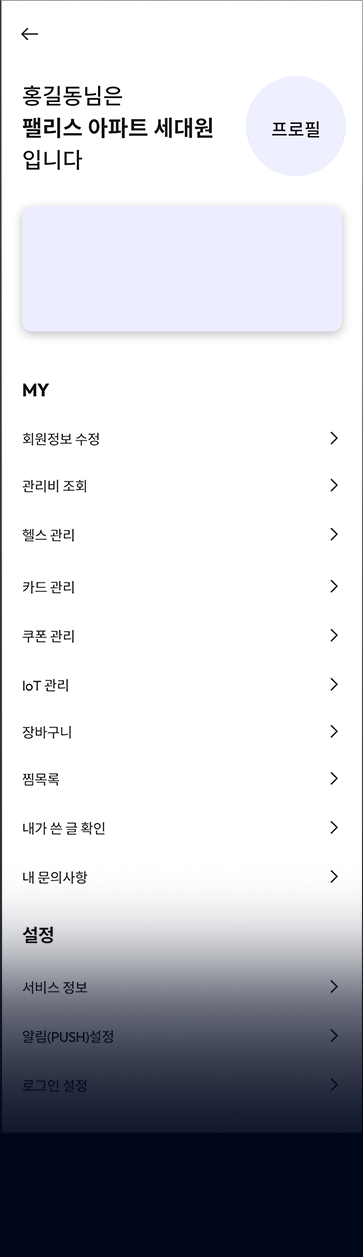 홍길동님은
팰리스 아파트 세대원
입니다
프로필
MY
회원정보 수정
관리비 조회
헬스 관리
카드 관리
쿠폰 관리
IoT 관리
장바구니
찜목록
내가 쓴 글 확인
내 문의사항
설정
서비스 정보
알림(PUSH)설정
로그인 설정